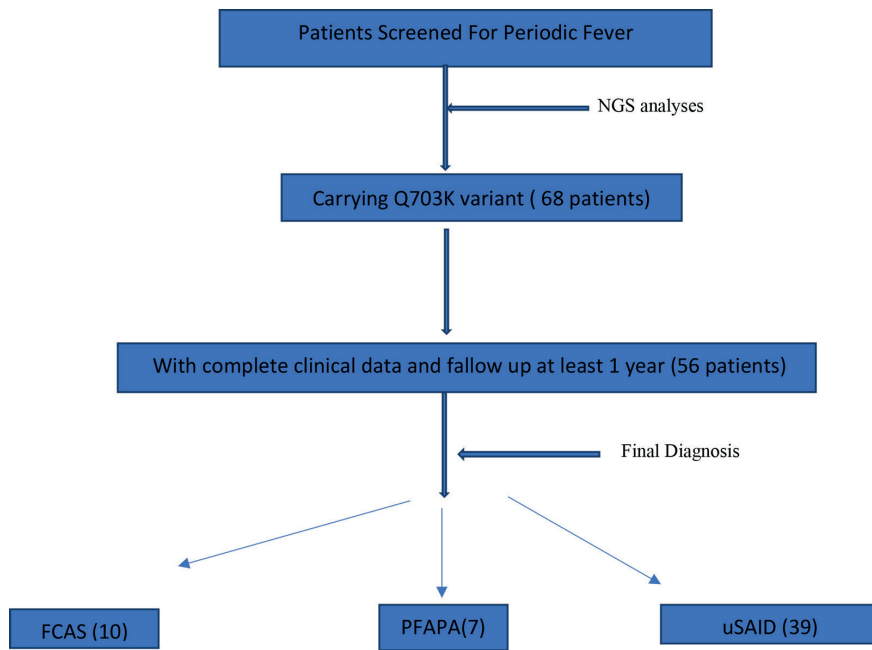 Patients Screened For Periodic Fever
NGS analyses
Carrying Q703K variant ( 68 patients)
With complete clinical data and fallow up at least 1 year (56 patients)
Final Diagnosis
FCAS (10)
PFAPA(7)
uSAID (39)